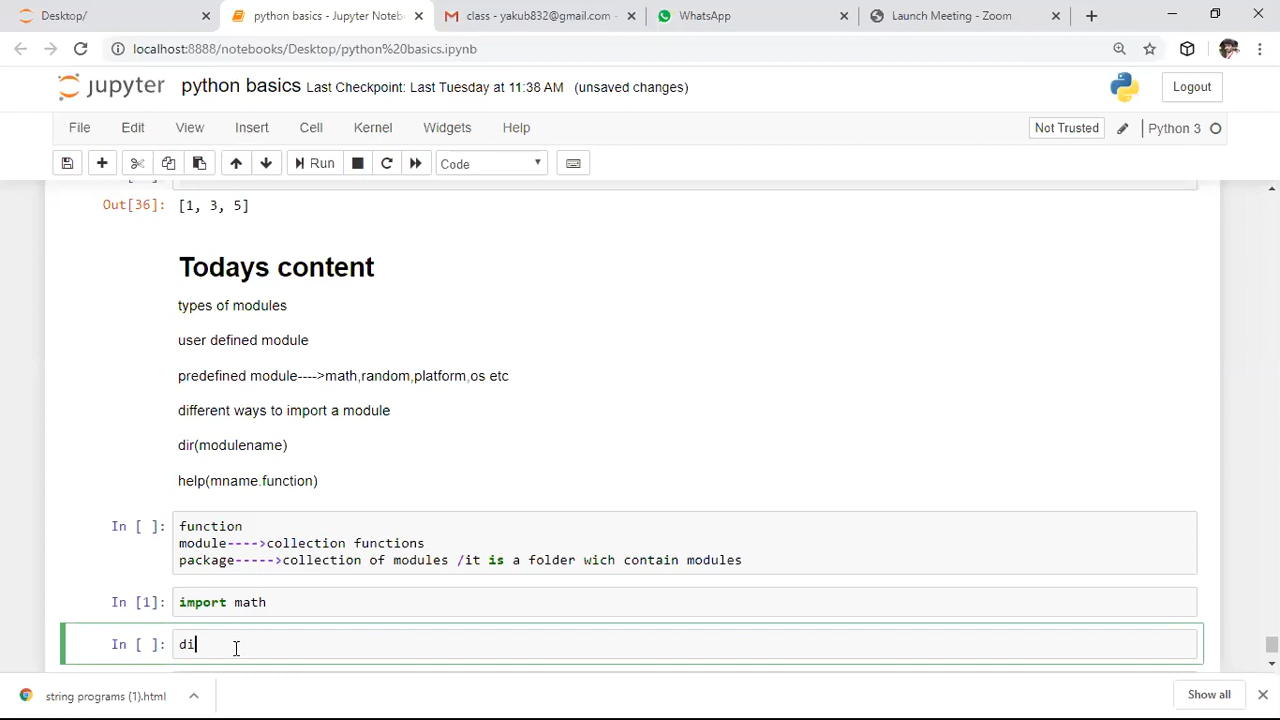 Desktop/
python basics - Jupyter Noteb
class - yakub832@gmail.com -
WhatsApp
Launch Meeting - Zoom
localhost:8888/notebooks/Desktop/python%20basics.ipynb
jupyter python basics Last Checkpoint: Last Tuesday at 11:38 AM (unsaved changes)
Logout
File Edit View Insert Cell Kernel Widgets Help
Not Trusted
Python 3
Run
Code
Out[36]: [1, 3, 5]
Todays content
types of modules
user defined module
predefined module---->math,random,platform,os etc
different ways to import a module
dir(modulename)
help(mname.function)
In [ ]: function
module---->collection functions
package----->collection of modules /it is a folder wich contain modules
In [1]: import math
In [ ]: di
string programs (1).html
Show all